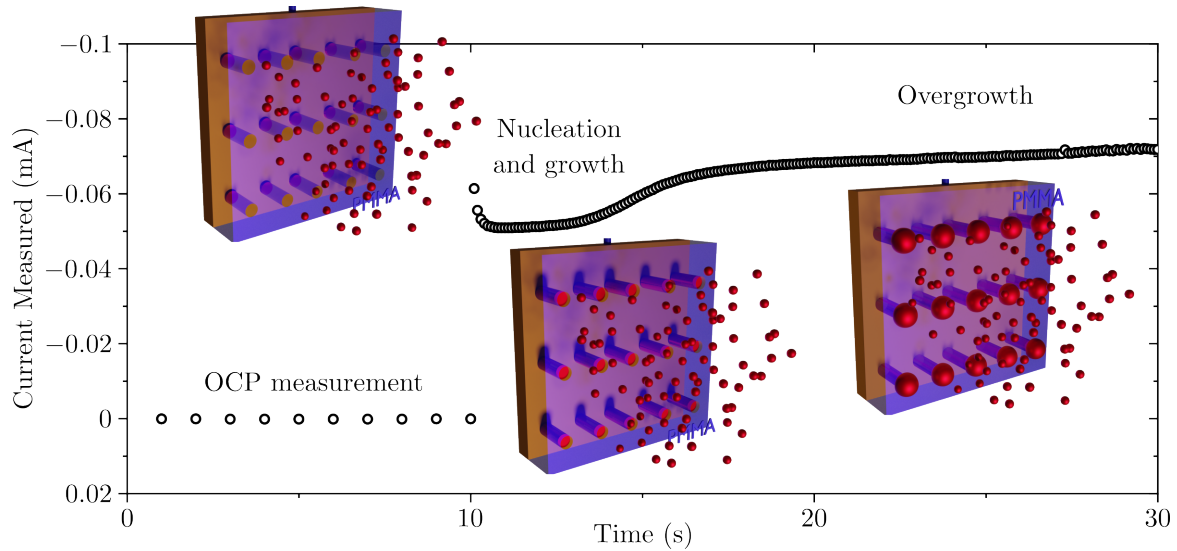 −0.1
−0.08
−0.06
−0.04
−0.02
0
0.02
Current Measured (mA)
0
10
20
30
Time (s)
OCP measurement
Nucleation
and growth
Overgrowth
PMMA
PMMA
PMMA